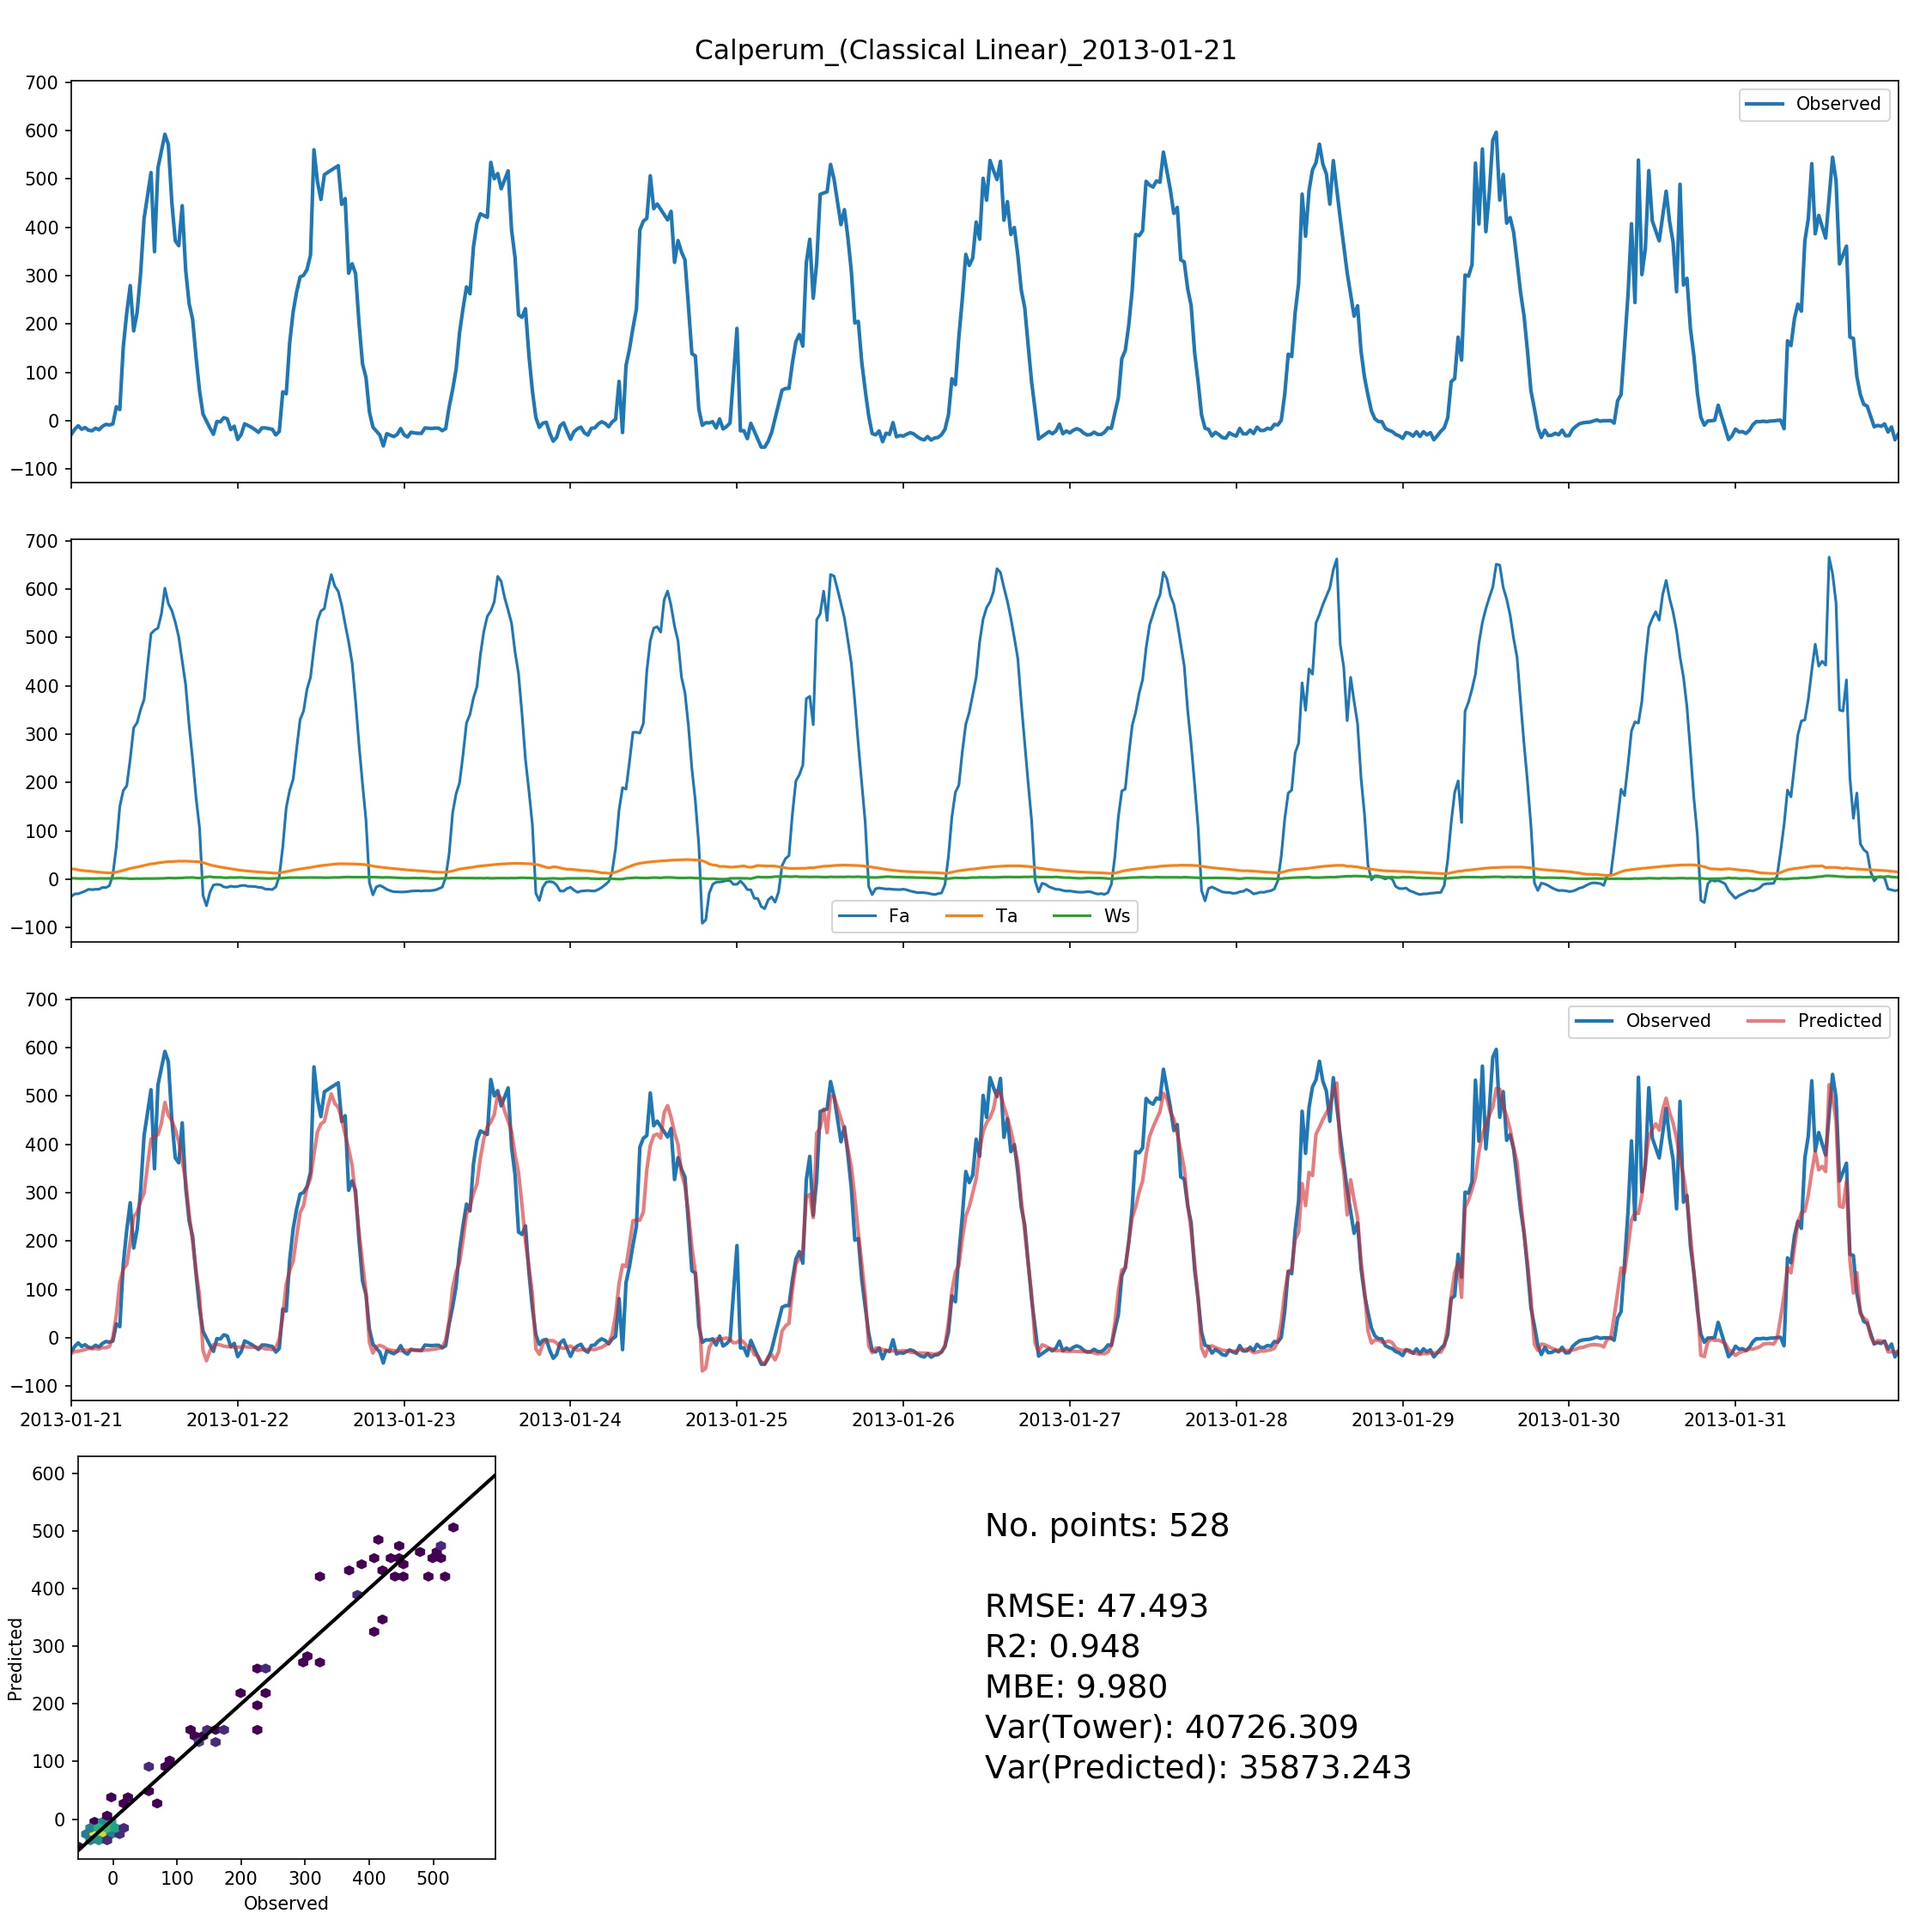 Calperum_(Classical Linear)_2013-01-21
700
600
500
400
300
200
100
0
−100
Observed
700
600
500
400
300
200
100
0
−100
Fa Ta Ws
700
600
500
400
300
200
100
0
−100
Observed Predicted
2013-01-21 2013-01-22 2013-01-23 2013-01-24 2013-01-25 2013-01-26 2013-01-27 2013-01-28 2013-01-29 2013-01-30 2013-01-31
600
500
400
300
200
100
0
Predicted
0 100 200 300 400 500
Observed
No. points: 528
RMSE: 47.493
R2: 0.948
MBE: 9.980
Var(Tower): 40726.309
Var(Predicted): 35873.243